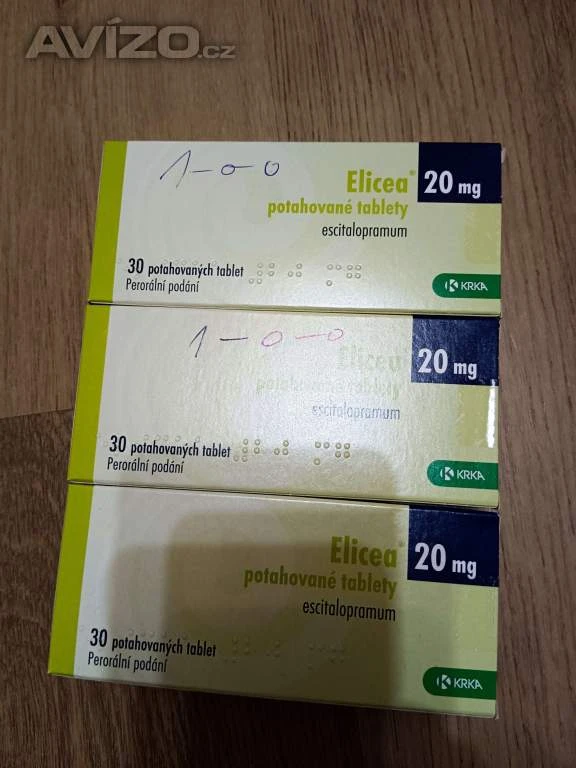 AVÍZO.cz
1-0-0
Elicea® 20 mg
potahované tablety
escitalopramum
30 potahovaných tablet
Perorální podání
KRKA
1-0-0
Elicea® 20 mg
potahované tablety
escitalopramum
30 potahovaných tablet
Perorální podání
KRKA
Elicea® 20 mg
potahované tablety
escitalopramum
30 potahovaných tablet
Perorální podání
KRKA